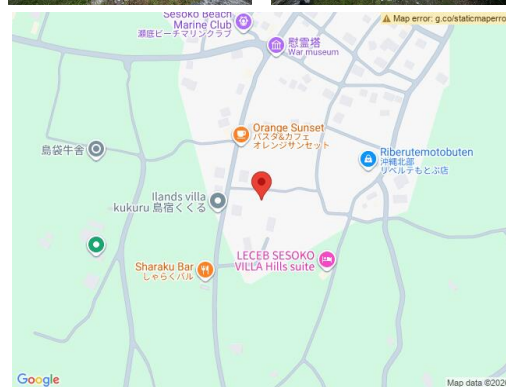 Sesoko Beach
Marine Club
瀬底ビーチマリンクラブ
慰霊塔
War museum
Map error: g.co/staticmaperro
Orange Sunset
パスタ&カフェ
オレンジサンセット
島袋牛舎
Riberutemotobuten
沖縄北部
リベルテもとぶ店
Ilands villa
kukuru 島宿くくる
LECEB SESOKO
VILLA Hills suite
Sharaku Bar
しゃらくバル
Google
Map data ©2026